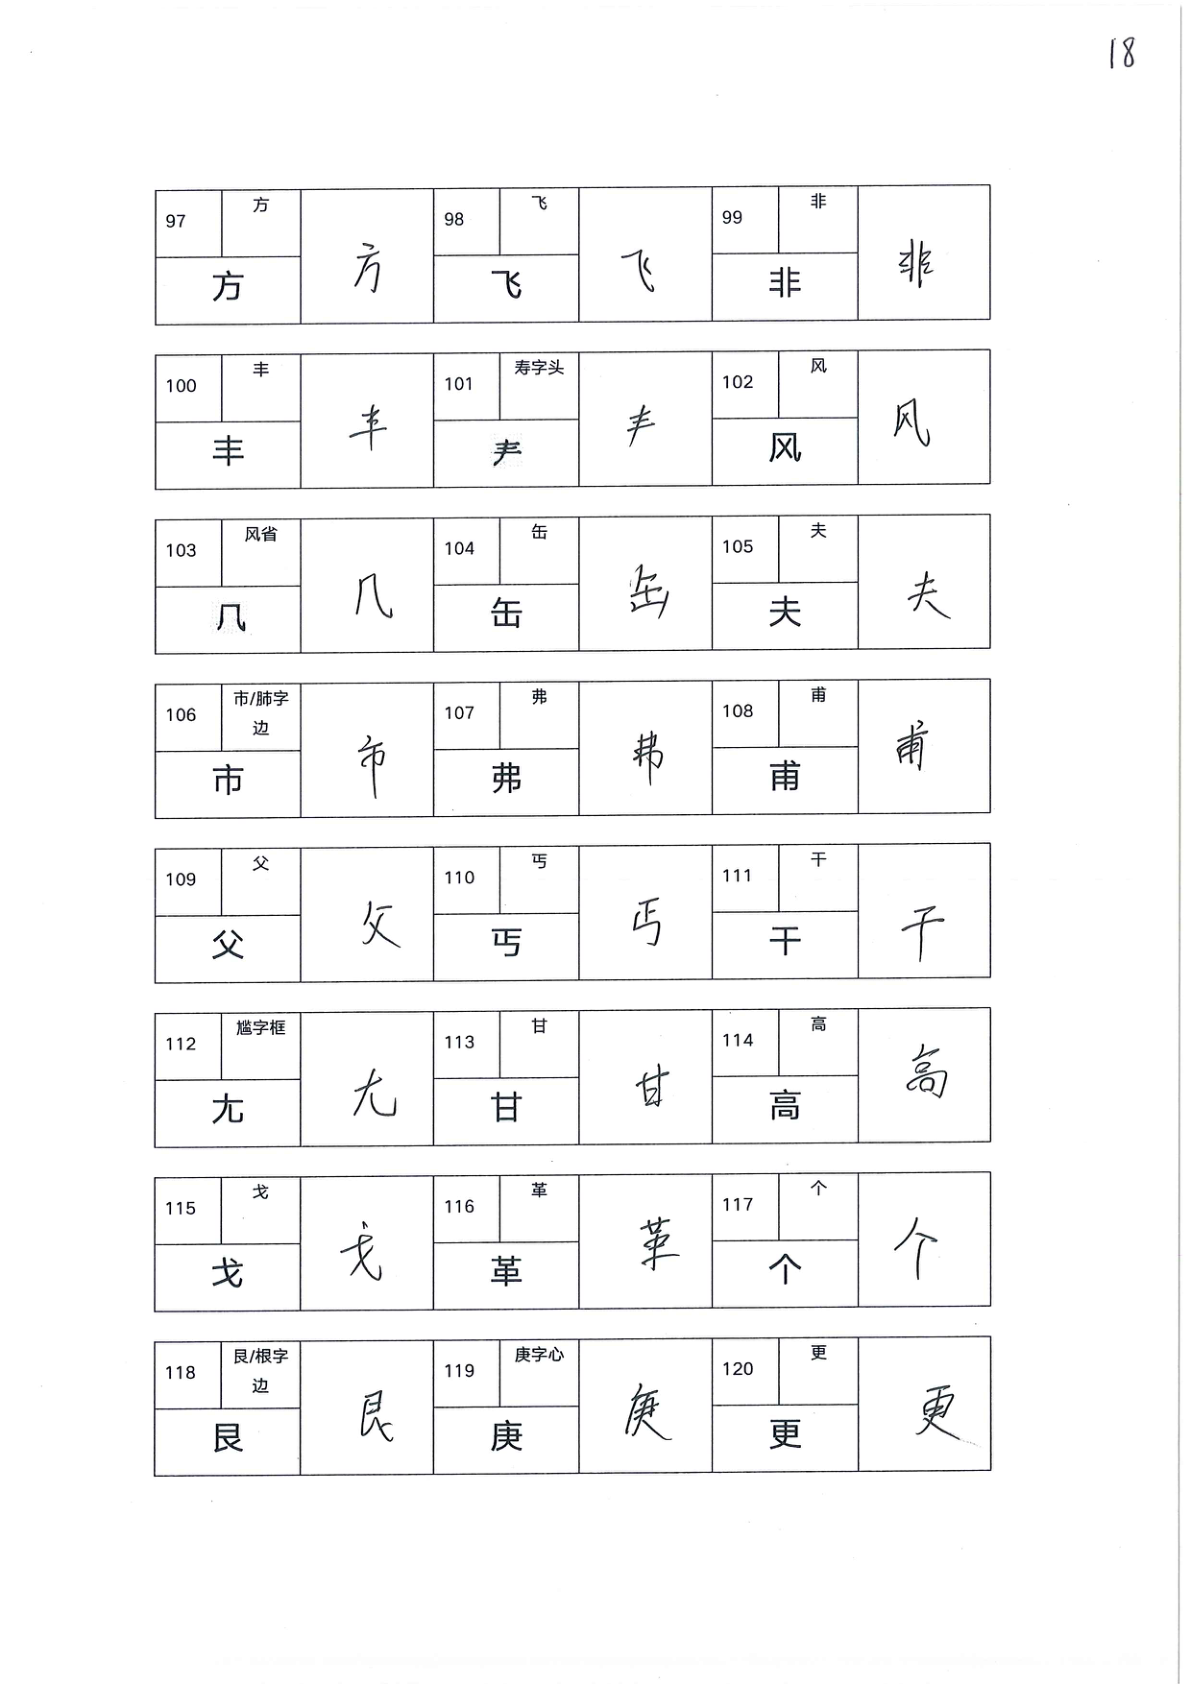 18
97 方 方 方 98 飞 飞 飞 99 非 非 非
100 丰 丰 丰 101 寿字头 𡗗 𡗗 102 风 风 风
103 风省 𠘨 几 104 缶 缶 缶 105 夫 夫 夫
106 市/肺字边 市 市 107 弗 弗 弗 108 甫 甫 甫
109 父 父 父 110 丐 丐 丐 111 干 干 干
112 尴字框 尢 尢 113 甘 甘 甘 114 高 高 高
115 戈 戈 戈 116 革 革 革 117 个 个 个
118 艮/根字边 艮 艮 119 庚字心 庚 庚 120 更 更 更